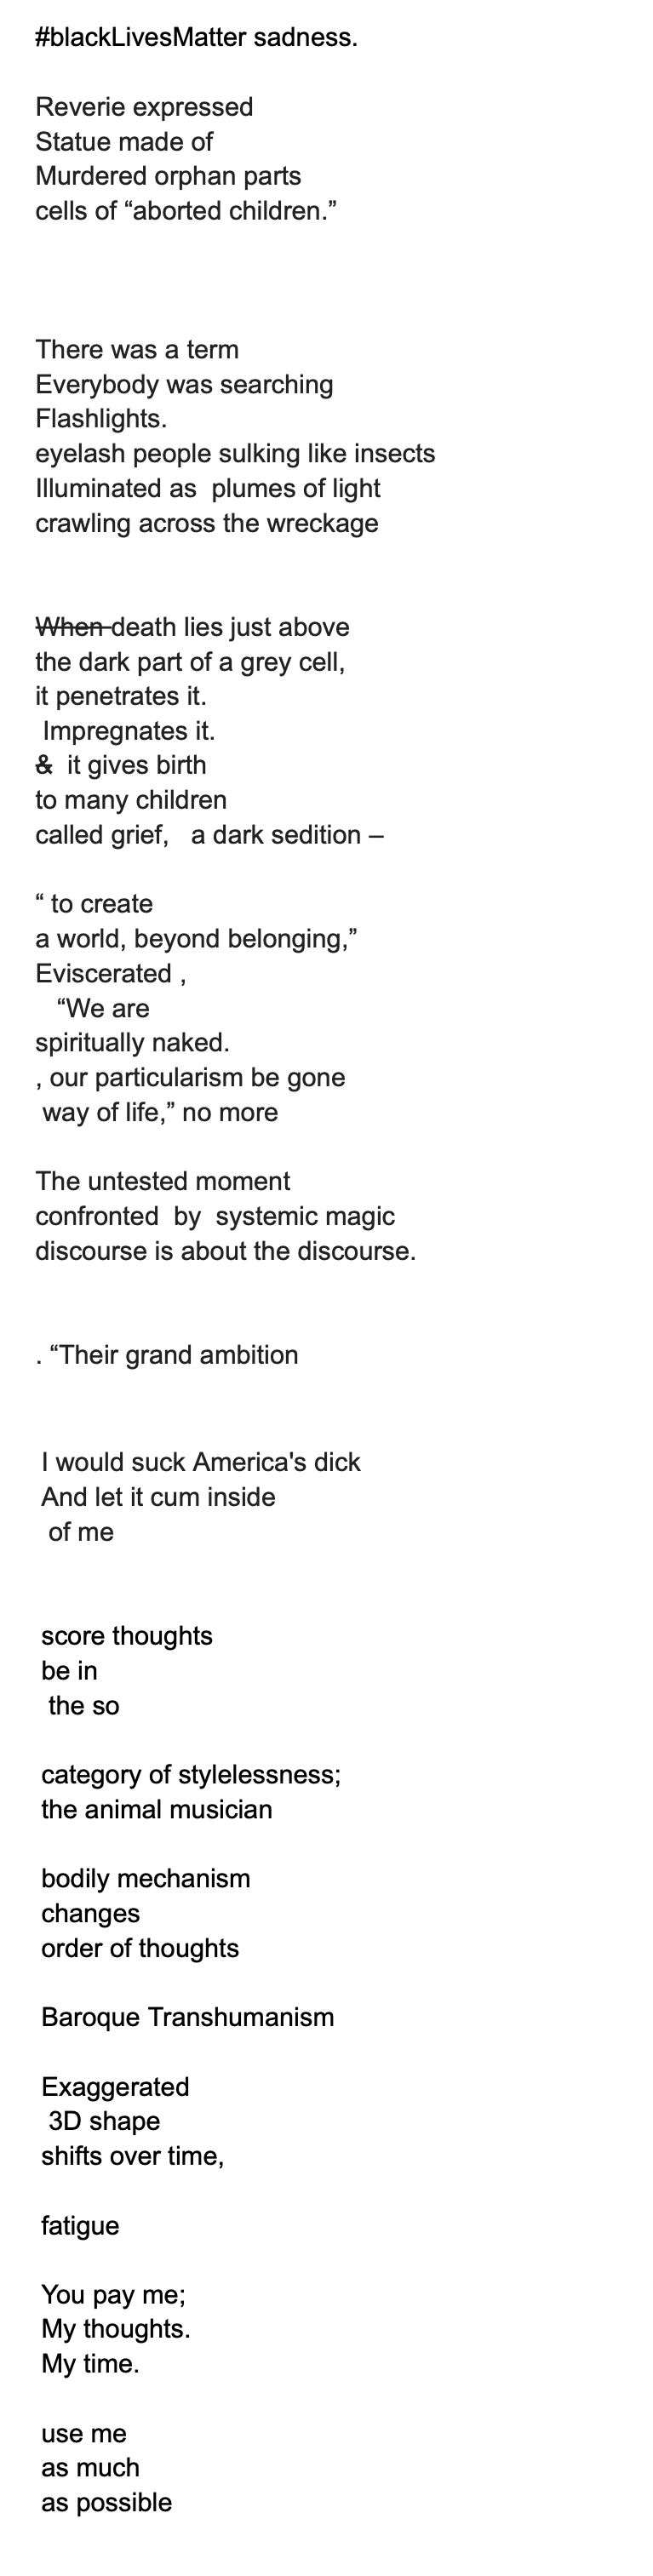 #blackLivesMatter sadness.
Reverie expressed
Statue made of
Murdered orphan parts
cells of “aborted children.”
There was a term
Everybody was searching
Flashlights.
eyelash people sulking like insects
Illuminated as  plumes of light
crawling across the wreckage
When death lies just above
the dark part of a grey cell,
it penetrates it.
Impregnates it.
&  it gives birth
to many children
called grief,   a dark sedition –
“ to create
a world, beyond belonging,”
Eviscerated ,
“We are
spiritually naked.
, our particularism be gone
way of life,” no more
The untested moment
confronted  by  systemic magic
discourse is about the discourse.
. “Their grand ambition
I would suck America's dick
And let it cum inside
of me
score thoughts
be in
the so
category of stylelessness;
the animal musician
bodily mechanism
changes
order of thoughts
Baroque Transhumanism
Exaggerated
3D shape
shifts over time,
fatigue
You pay me;
My thoughts.
My time.
use me
as much
as possible